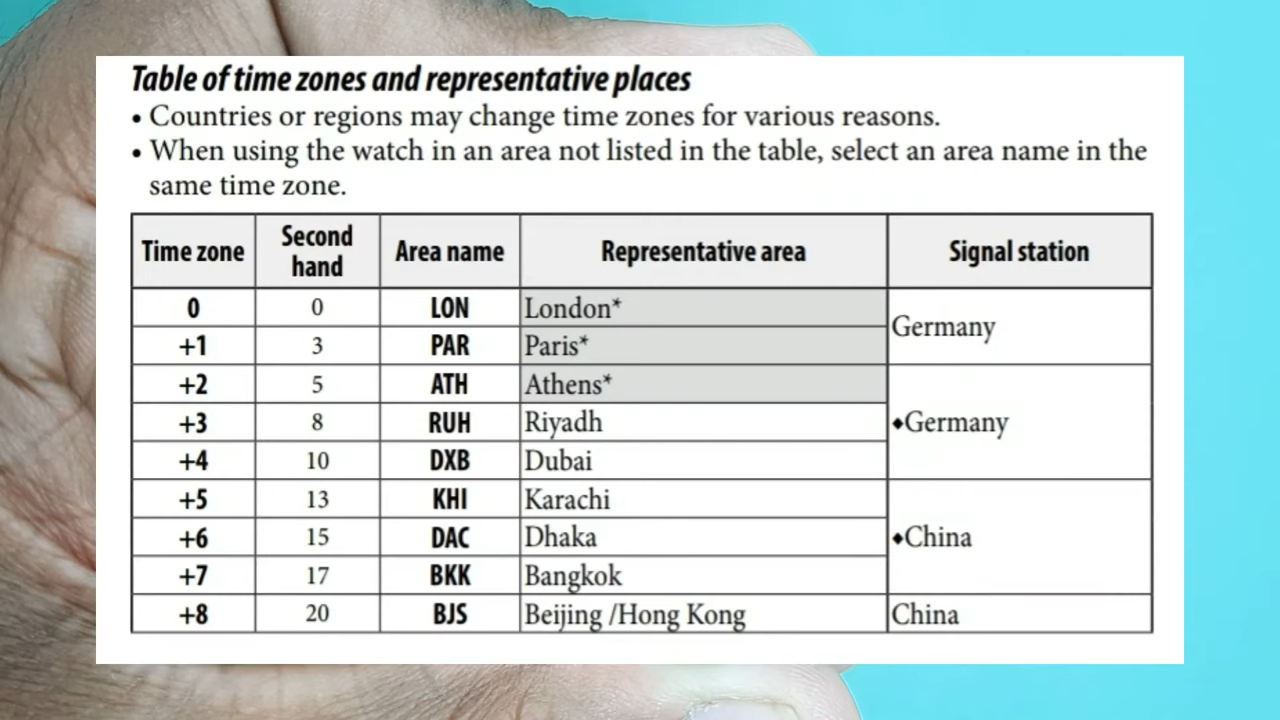 Table of time zones and representative places
• Countries or regions may change time zones for various reasons.
• When using the watch in an area not listed in the table, select an area name in the
same time zone.
Time zone Second hand Area name Representative area Signal station
0 0 LON London* Germany
+1 3 PAR Paris*
+2 5 ATH Athens* ◆Germany
+3 8 RUH Riyadh
+4 10 DXB Dubai
+5 13 KHI Karachi ◆China
+6 15 DAC Dhaka
+7 17 BKK Bangkok
+8 20 BJS Beijing /Hong Kong China